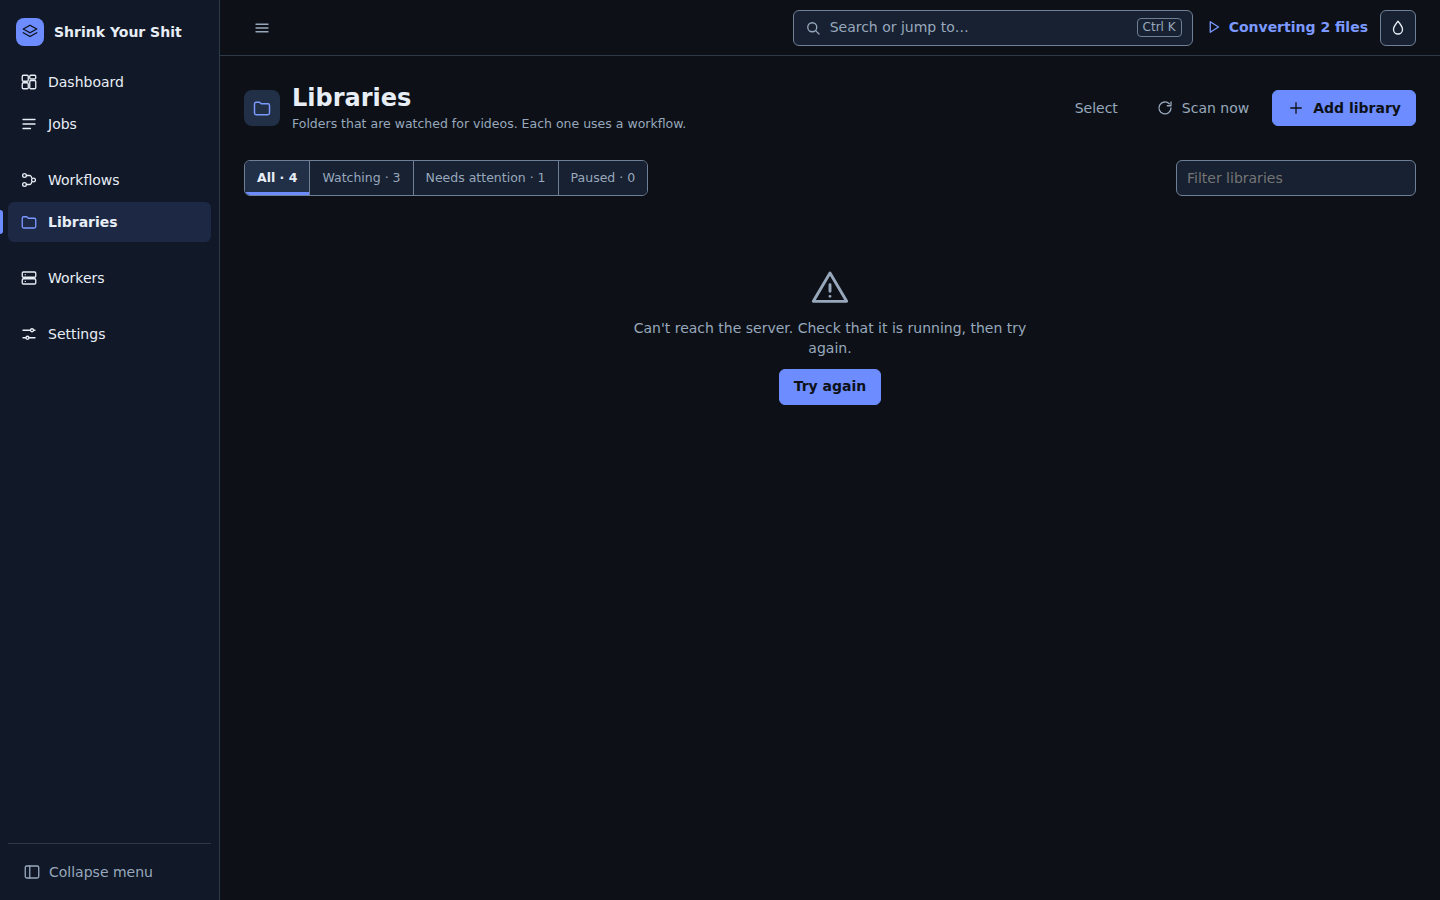 Shrink Your Shit
Search or jump to...
Ctrl K
Converting 2 files
Dashboard
Jobs
Workflows
Libraries
Workers
Settings
Collapse menu
Libraries
Folders that are watched for videos. Each one uses a workflow.
Select
Scan now
Add library
All · 4
Watching · 3
Needs attention · 1
Paused · 0
Filter libraries
Can't reach the server. Check that it is running, then try
again.
Try again